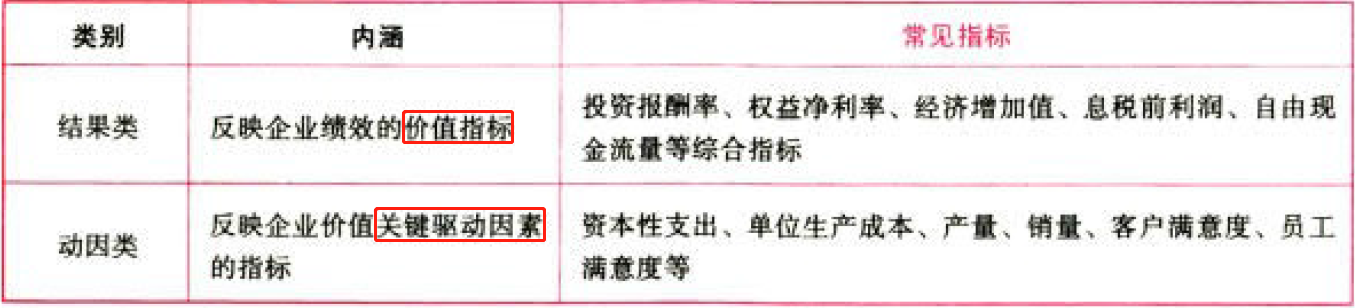 类别 内涵 常见指标
结果类 反映企业绩效的价值指标 投资报酬率、权益净利率、经济增加值、息税前利润、自由现
金流量等综合指标
动因类 反映企业价值关键驱动因素 资本性支出、单位生产成本、产量、销量、客户满意度、员工
的指标 满意度等